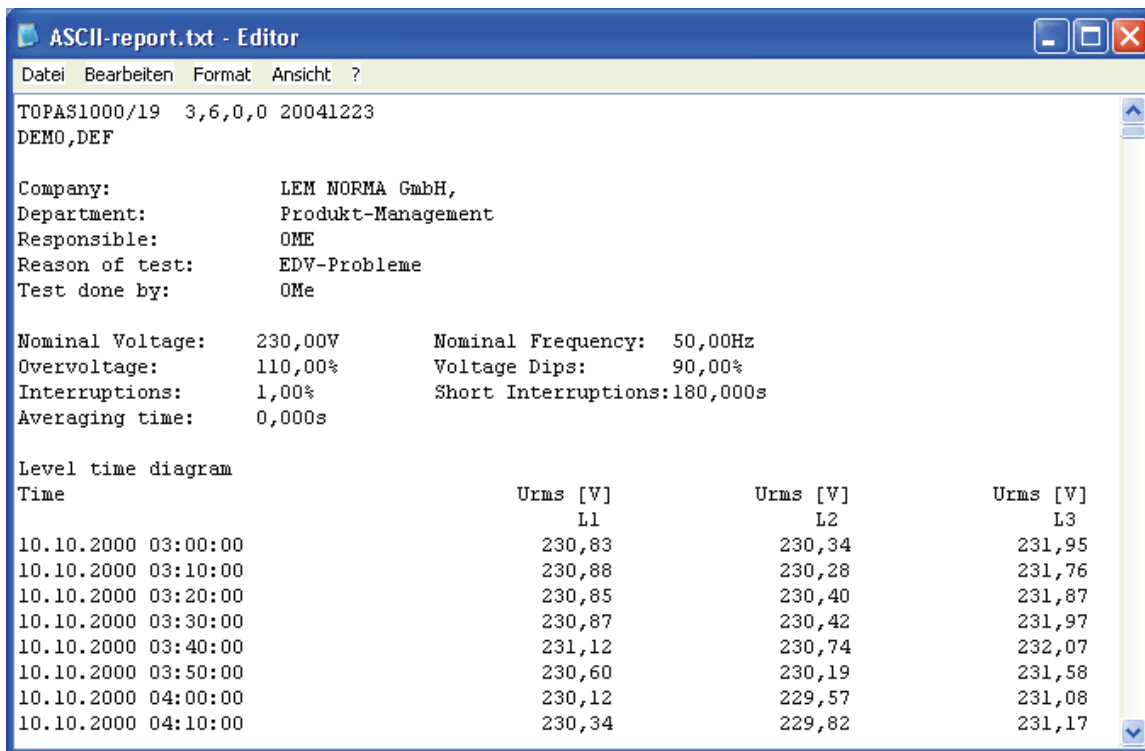 ASCII-report.txt - Editor
Datei Bearbeiten Format Ansicht ?
TOPAS1000/19 3,6,0,0 20041223
DEMO,DEF
Company: LEM NORMA GmbH,
Department: Produkt-Management
Responsible: OME
Reason of test: EDV-Probleme
Test done by: OMe
Nominal Voltage: 230,00V Nominal Frequency: 50,00Hz
Overvoltage: 110,00% Voltage Dips: 90,00%
Interruptions: 1,00% Short Interruptions:180,000s
Averaging time: 0,000s
Level time diagram
Time Urms [V] Urms [V] Urms [V]
L1 L2 L3
10.10.2000 03:00:00 230,83 230,34 231,95
10.10.2000 03:10:00 230,88 230,28 231,76
10.10.2000 03:20:00 230,85 230,40 231,87
10.10.2000 03:30:00 230,87 230,42 231,97
10.10.2000 03:40:00 231,12 230,74 232,07
10.10.2000 03:50:00 230,60 230,19 231,58
10.10.2000 04:00:00 230,12 229,57 231,08
10.10.2000 04:10:00 230,34 229,82 231,17